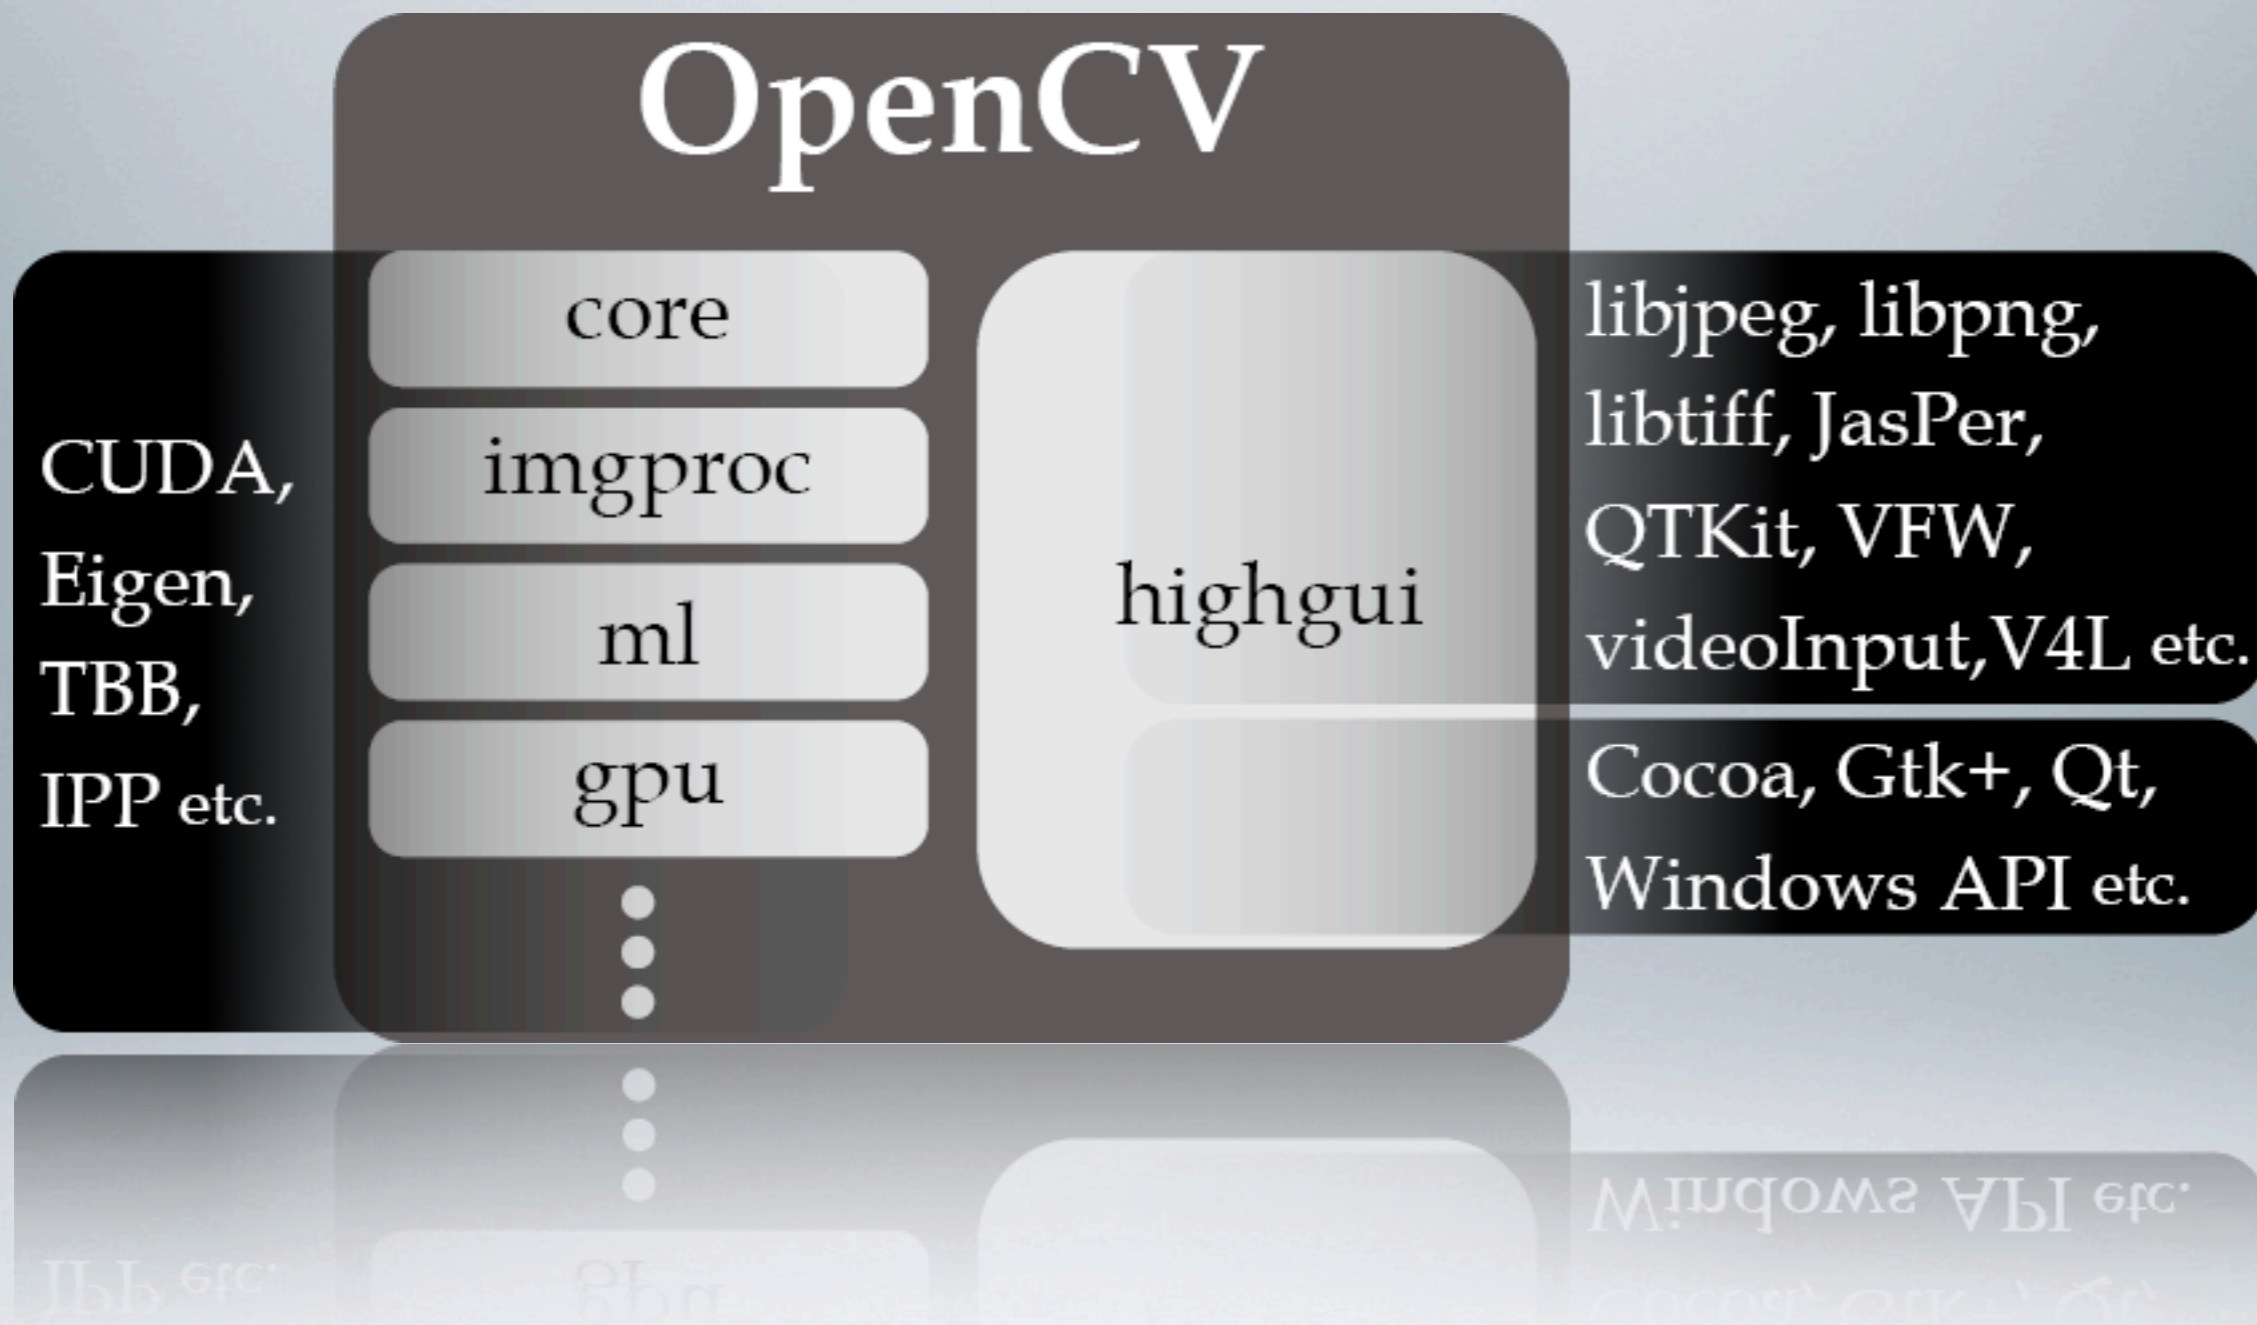 OpenCV
CUDA,
Eigen,
TBB,
IPP etc.
core
imgproc
ml
gpu
highgui
libjpeg, libpng,
libtiff, JasPer,
QTKit, VFW,
videoInput,V4L etc.
Cocoa, Gtk+, Qt,
Windows API etc.